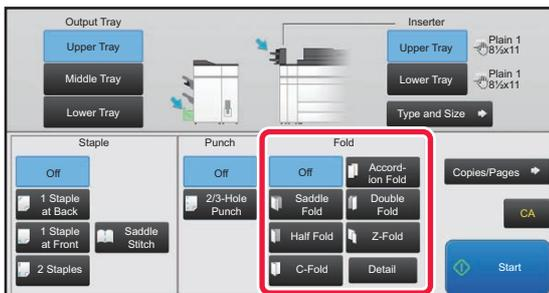 Output Tray
Upper Tray
Middle Tray
Lower Tray
Inserter
Upper Tray
Plain 1
8½x11
Lower Tray
Plain 1
8½x11
Type and Size
Staple
Off
1 Staple
at Back
1 Staple
at Front
Saddle
Stitch
2 Staples
Punch
Off
2/3-Hole
Punch
Fold
Off
Accord-
ion Fold
Saddle
Fold
Double
Fold
Half Fold
Z-Fold
C-Fold
Detail
Copies/Pages
CA
Start